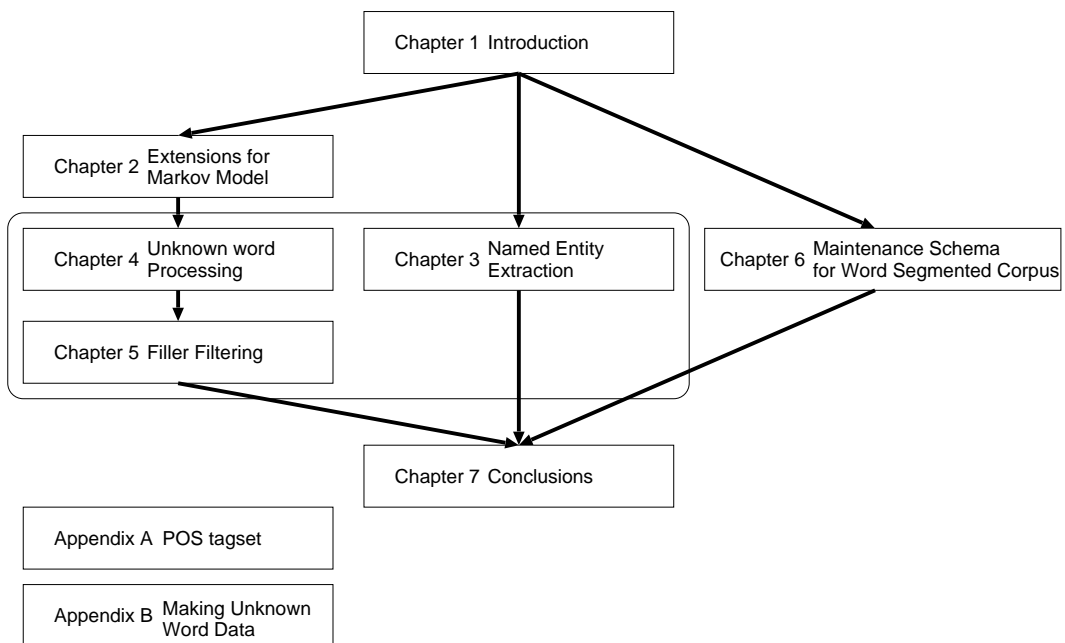 Chapter 1 Introduction
Chapter 2 Extensions for
Markov Model
Chapter 4 Unknown word
Processing
Chapter 3 Named Entity
Extraction
Chapter 6 Maintenance Schema
for Word Segmented Corpus
Chapter 5 Filler Filtering
Chapter 7 Conclusions
Appendix A POS tagset
Appendix B Making Unknown
Word Data